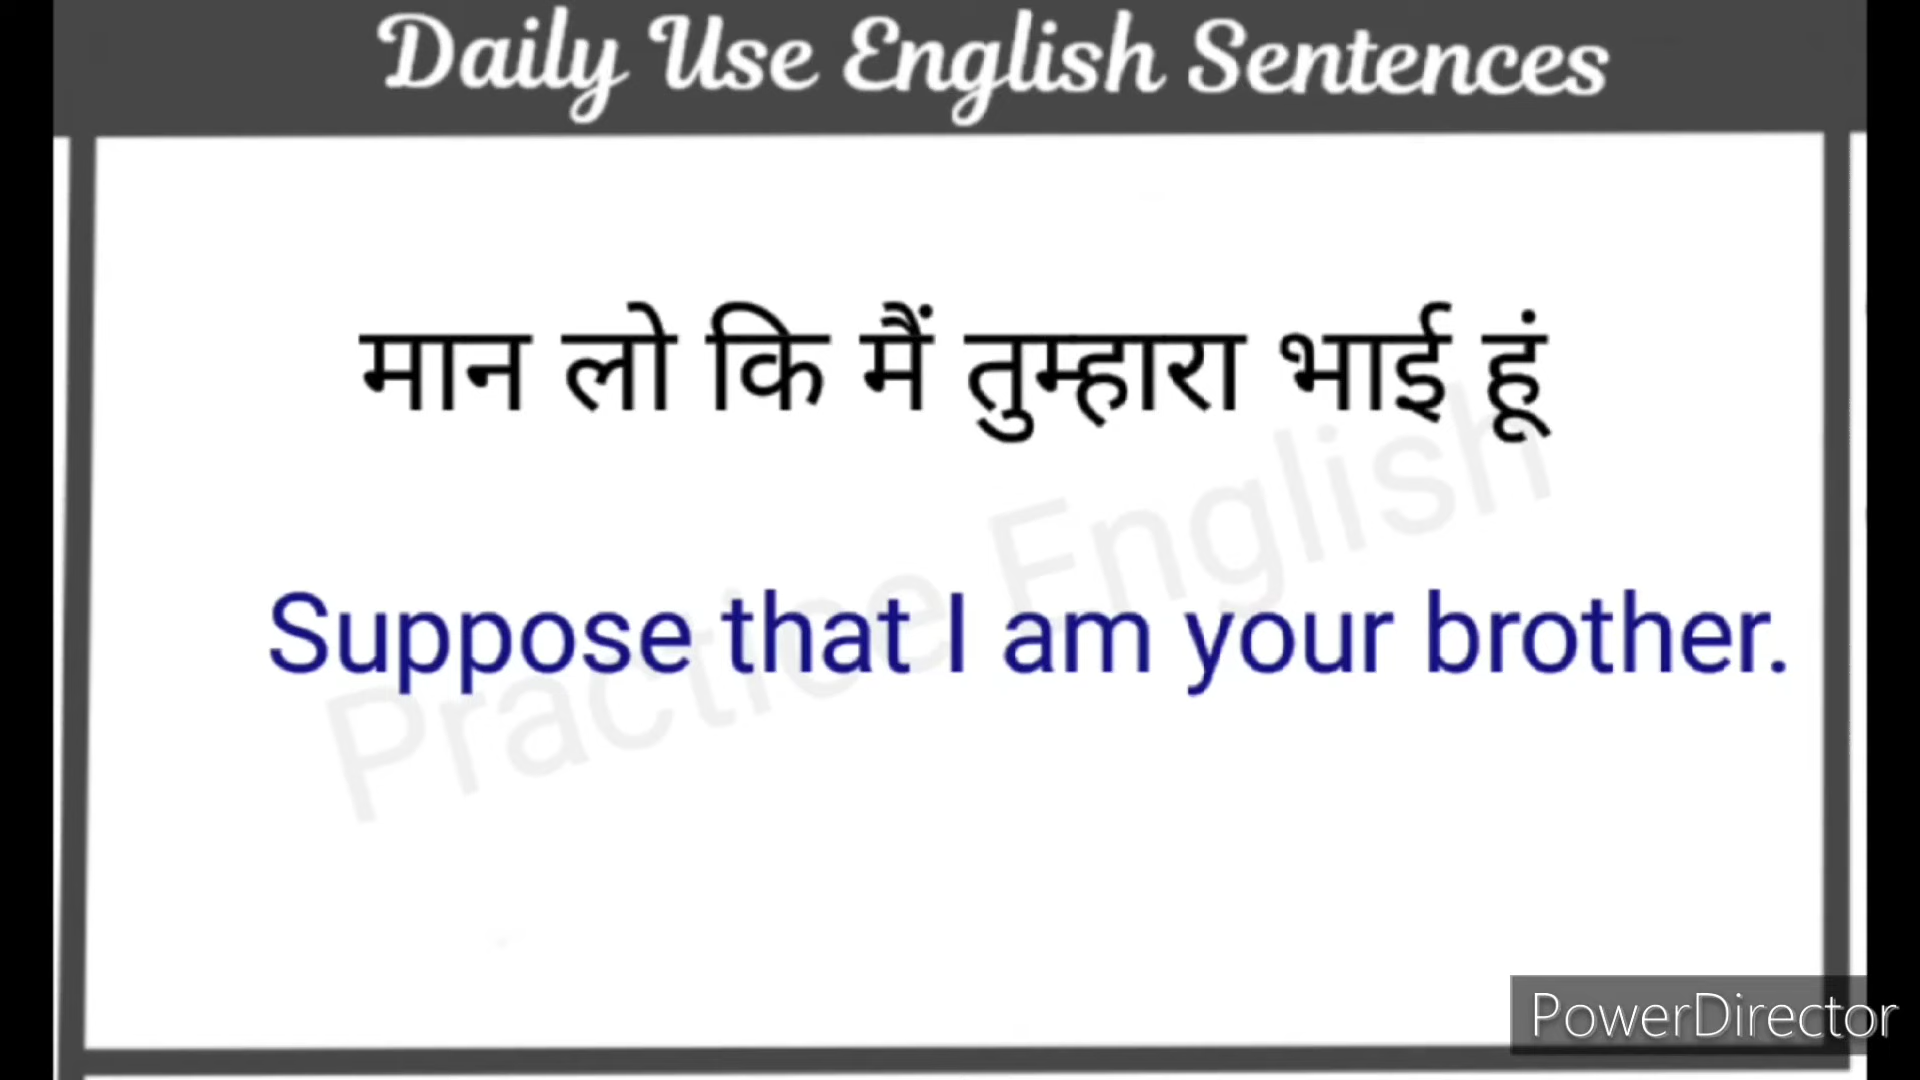 Daily Use English Sentences
मान लो कि मैं तुम्हारा भाई हूं
Suppose that I am your brother.
Practice English
PowerDirector